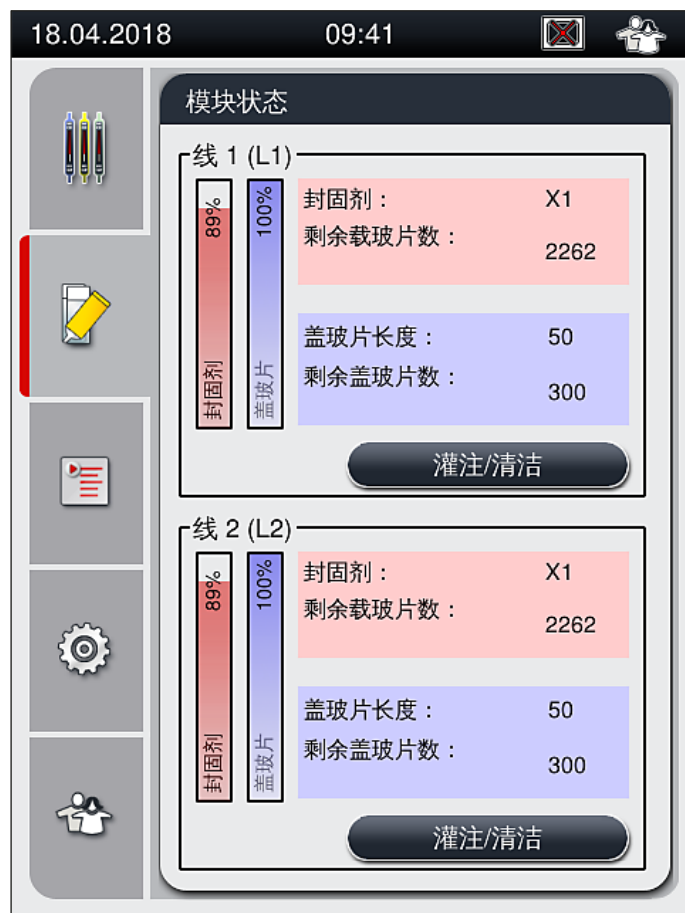 18.04.2018 09:41
模块状态
线 1 (L1)
89%
100%
封固剂
盖玻片
封固剂： X1
剩余载玻片数： 2262
盖玻片长度： 50
剩余盖玻片数： 300
灌注/清洁
线 2 (L2)
89%
100%
封固剂
盖玻片
封固剂： X1
剩余载玻片数： 2262
盖玻片长度： 50
剩余盖玻片数： 300
灌注/清洁